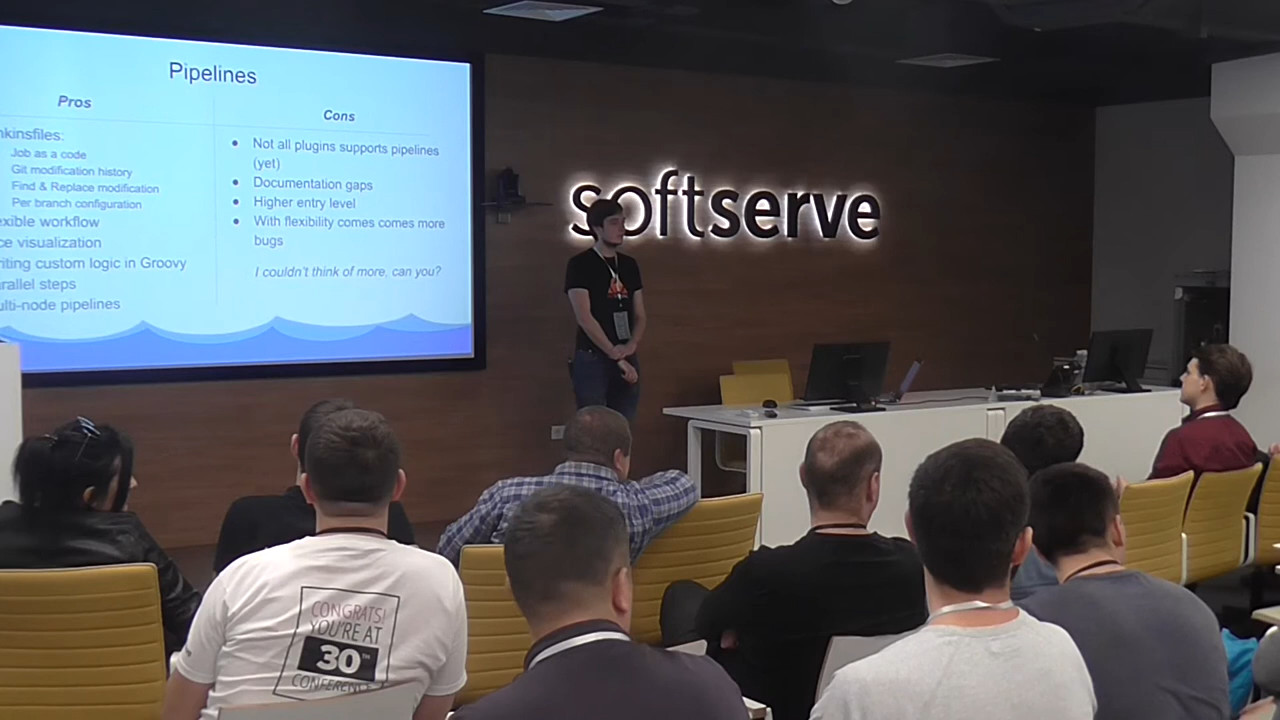 Pipelines
Pros
Cons
nkinsfiles:
Job as a code
Git modification history
Find & Replace modification
Per branch configuration
exible workflow
ce visualization
riting custom logic in Groovy
rallel steps
ulti-node pipelines
Not all plugins supports pipelines
(yet)
Documentation gaps
Higher entry level
With flexibility comes comes more
bugs
I couldn't think of more, can you?
softserve
CONGRATS!
YOU'RE AT
30TH
CONFERENCE